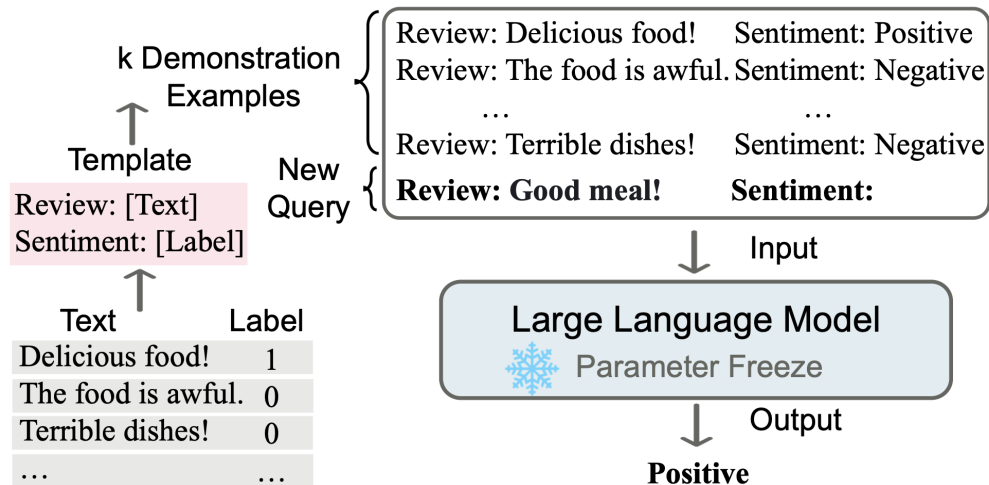 k Demonstration
Examples
Review: Delicious food! Sentiment: Positive
Review: The food is awful. Sentiment: Negative
... ...
Review: Terrible dishes! Sentiment: Negative
New
Query
Review: Good meal! Sentiment:
Template
Review: [Text]
Sentiment: [Label]
Text Label
Delicious food! 1
The food is awful. 0
Terrible dishes! 0
... ...
Input
Large Language Model
Parameter Freeze
Output
Positive